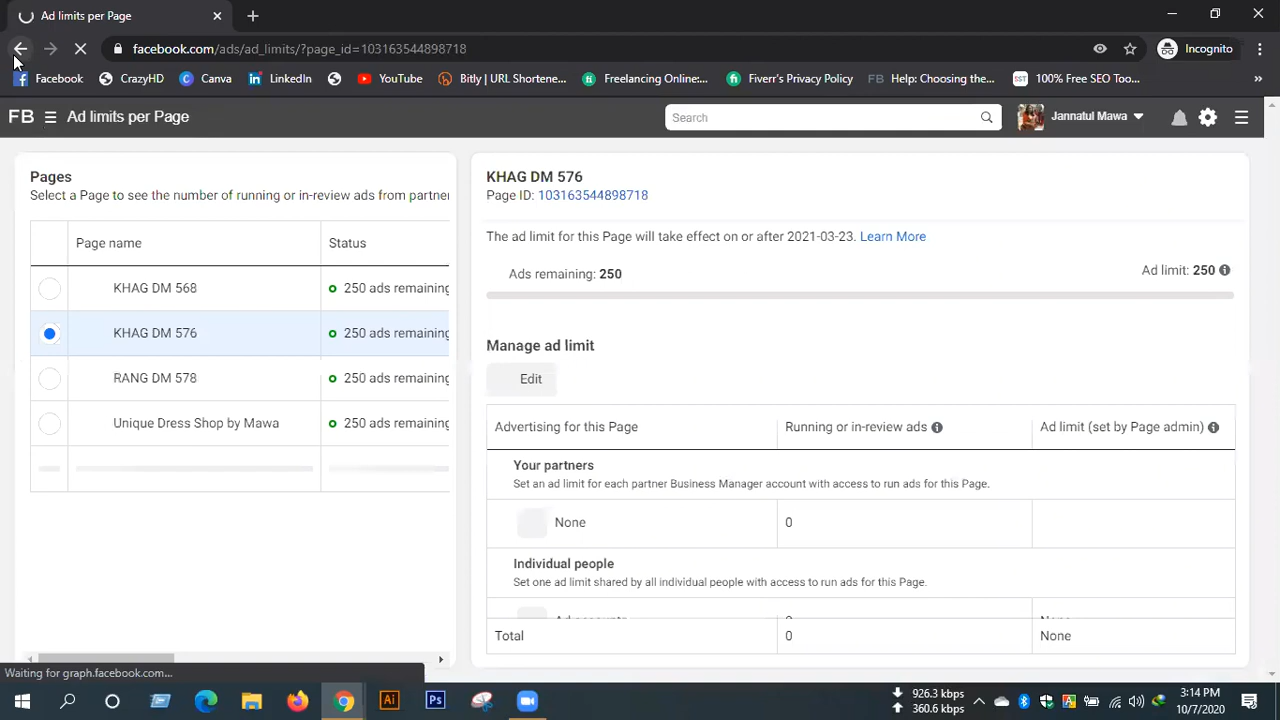 Ad limits per Page
facebook.com/ads/ad_limits/?page_id=103163544898718
Incognito
Facebook
CrazyHD
Canva
LinkedIn
YouTube
Bitly | URL Shortene...
Freelancing Online:...
Fiverr's Privacy Policy
FB Help: Choosing the...
SST 100% Free SEO Too...
FB Ad limits per Page
Search
Jannatul Mawa
Pages
Select a Page to see the number of running or in-review ads from partner
Page name Status
KHAG DM 568 250 ads remaining
KHAG DM 576 250 ads remaining
RANG DM 578 250 ads remaining
Unique Dress Shop by Mawa 250 ads remaining
KHAG DM 576
Page ID: 103163544898718
The ad limit for this Page will take effect on or after 2021-03-23. Learn More
Ads remaining: 250 Ad limit: 250
Manage ad limit
Edit
Advertising for this Page Running or in-review ads Ad limit (set by Page admin)
Your partners
Set an ad limit for each partner Business Manager account with access to run ads for this Page.
None 0
Individual people
Set one ad limit shared by all individual people with access to run ads for this Page.
Total 0 None
Waiting for graph.facebook.com...
Ai
Ps
926.3 kbps
360.6 kbps
3:14 PM
10/7/2020